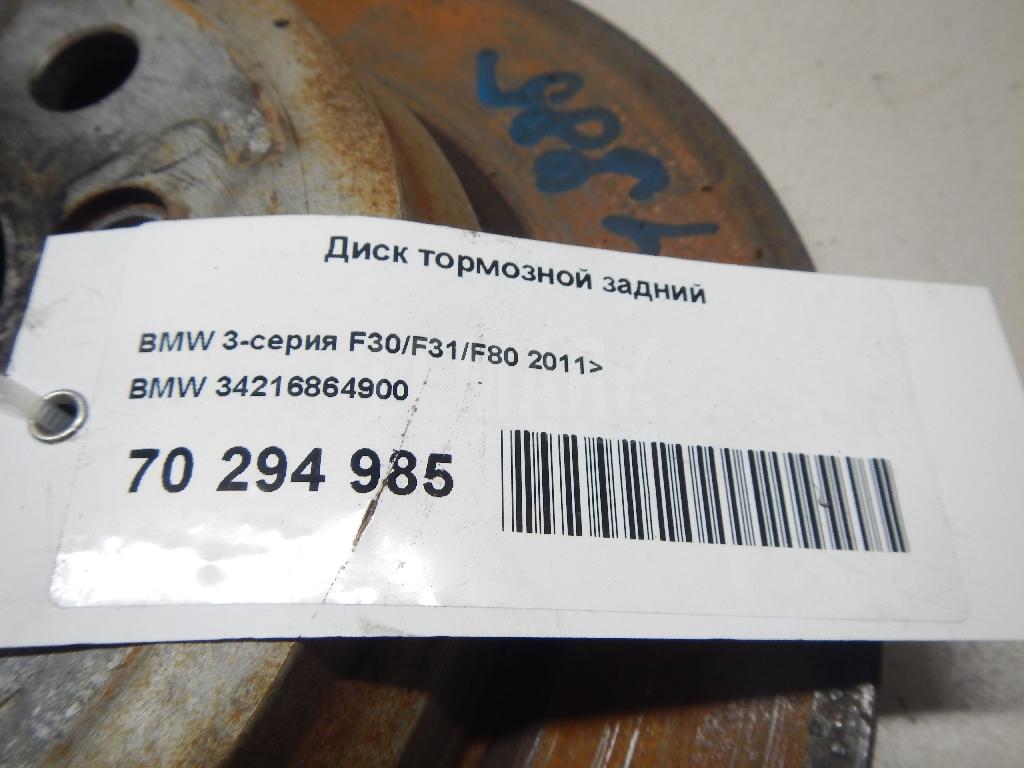 Диск тормозной задний
BMW 3-серия F30/F31/F80 2011>
BMW 34216864900
70 294 985